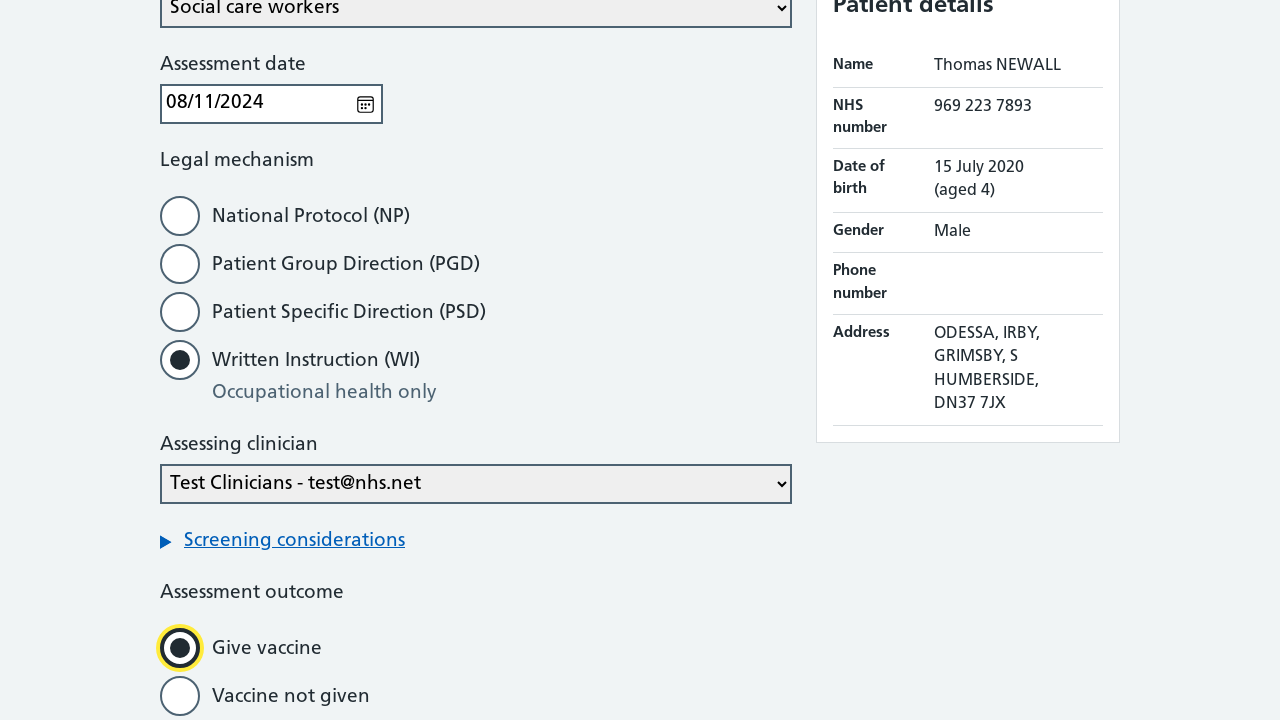 Social care workers
Assessment date
08/11/2024
Legal mechanism
National Protocol (NP)
Patient Group Direction (PGD)
Patient Specific Direction (PSD)
Written Instruction (WI)
Occupational health only
Assessing clinician
Test Clinicians - test@nhs.net
Screening considerations
Assessment outcome
Give vaccine
Vaccine not given
Patient details
Name Thomas NEWALL
NHS number 969 223 7893
Date of birth 15 July 2020 (aged 4)
Gender Male
Phone number
Address ODESSA, IRBY,
GRIMSBY, S
HUMBERSIDE,
DN37 7JX